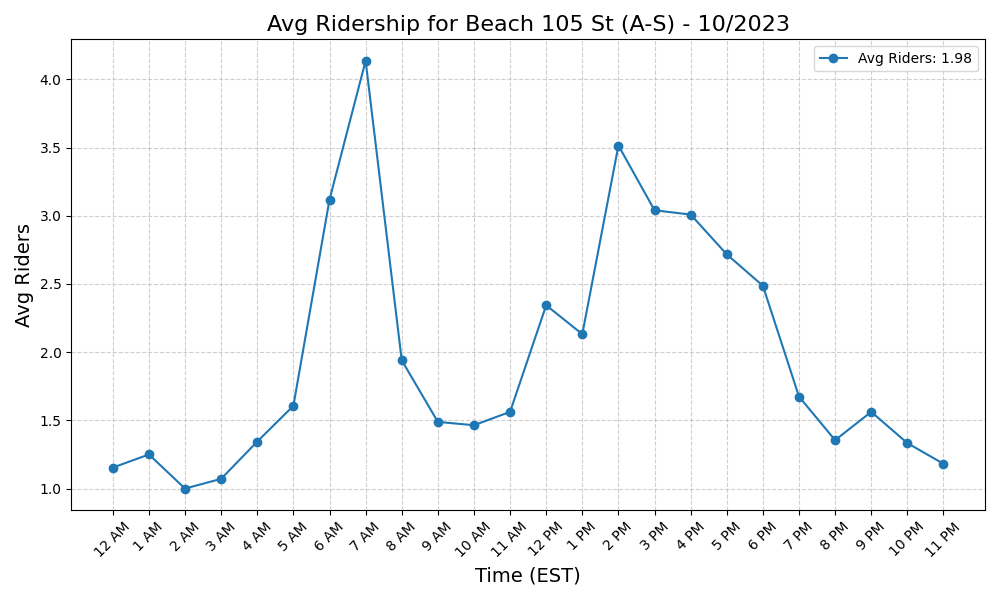 Avg Ridership for Beach 105 St (A-S) - 10/2023
Avg Riders: 1.98
Avg Riders
4.0
3.5
3.0
2.5
2.0
1.5
1.0
12 AM
1 AM
2 AM
3 AM
4 AM
5 AM
6 AM
7 AM
8 AM
9 AM
10 AM
11 AM
12 PM
1 PM
2 PM
3 PM
4 PM
5 PM
6 PM
7 PM
8 PM
9 PM
10 PM
11 PM
Time (EST)